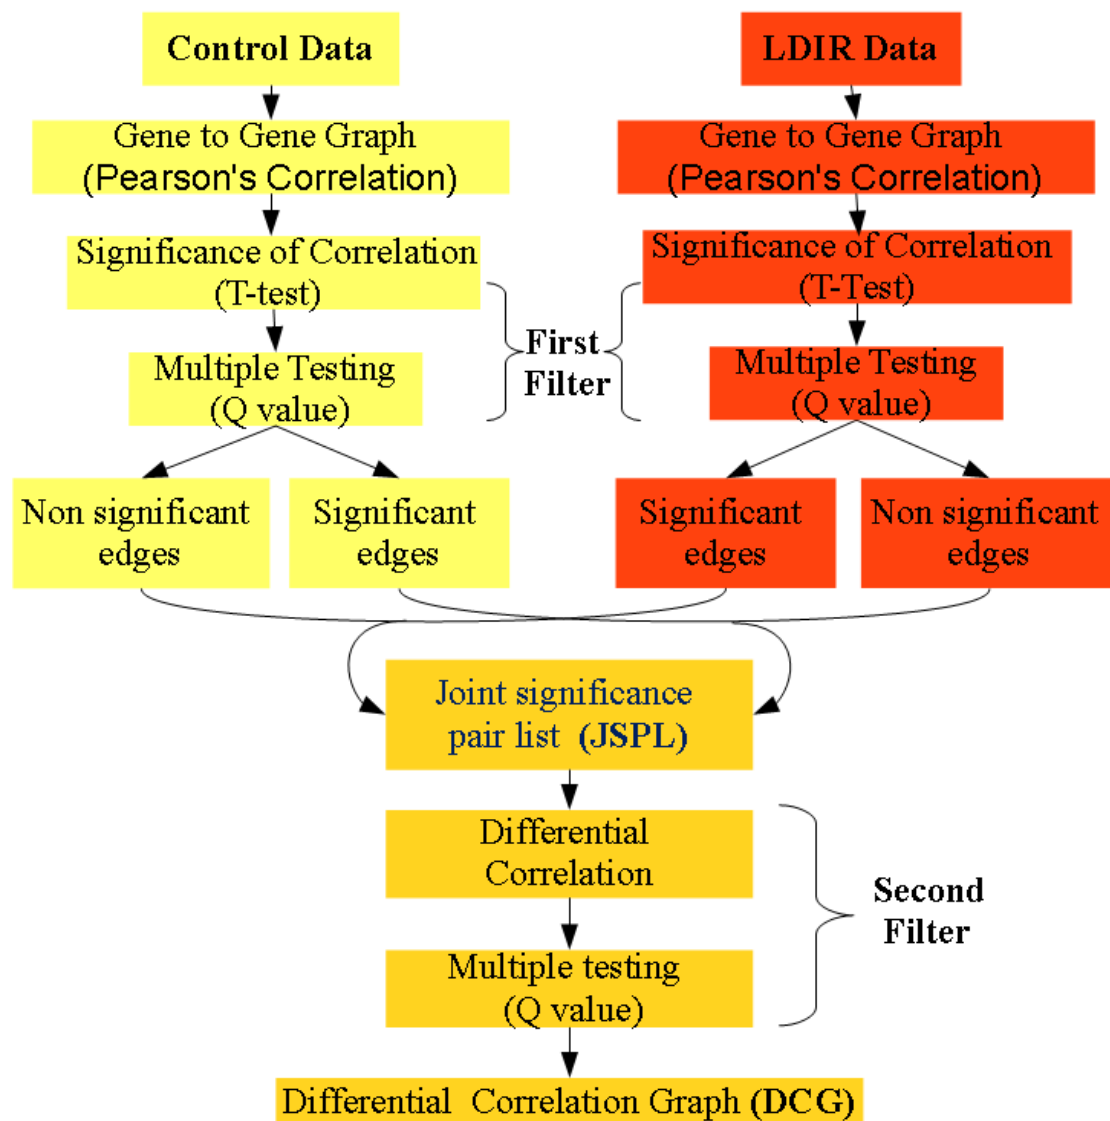 Control Data
LDIR Data
Gene to Gene Graph
(Pearson's Correlation)
Gene to Gene Graph
(Pearson's Correlation)
Significance of Correlation
(T-test)
Significance of Correlation
(T-Test)
First
Filter
Multiple Testing
(Q value)
Multiple Testing
(Q value)
Non significant
edges
Significant
edges
Significant
edges
Non significant
edges
Joint significance
pair list (JSPL)
Differential
Correlation
Second
Filter
Multiple testing
(Q value)
Differential Correlation Graph (DCG)